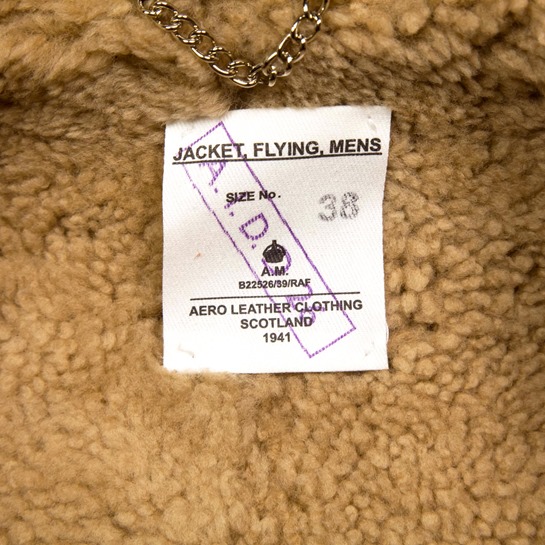 JACKET, FLYING, MENS
SIZE No. 38
A.M.
B22526/39/RAF
AERO LEATHER CLOTHING
SCOTLAND
1941
A.I.D.